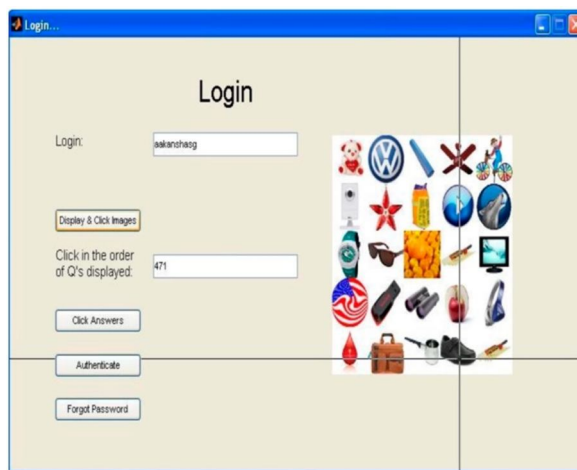 Login...
Login
Login:
aakanshasg
Display & Click Images
Click in the order
of Q's displayed:
471
Click Answers
Authenticate
Forgot Password